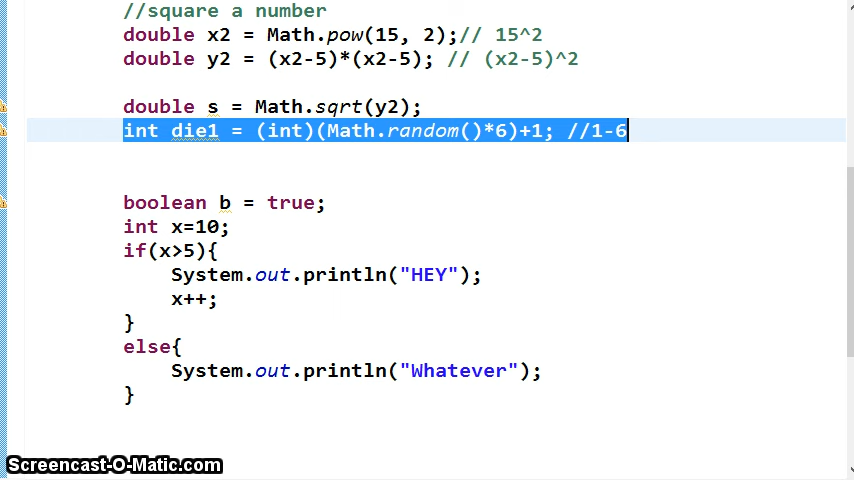 //square a number
double x2 = Math.pow(15, 2);// 15^2
double y2 = (x2-5)*(x2-5); // (x2-5)^2
double s = Math.sqrt(y2);
int die1 = (int)(Math.random()*6)+1; //1-6
boolean b = true;
int x=10;
if(x>5){
System.out.println("HEY");
x++;
}
else{
System.out.println("Whatever");
}
Screencast-O-Matic.com